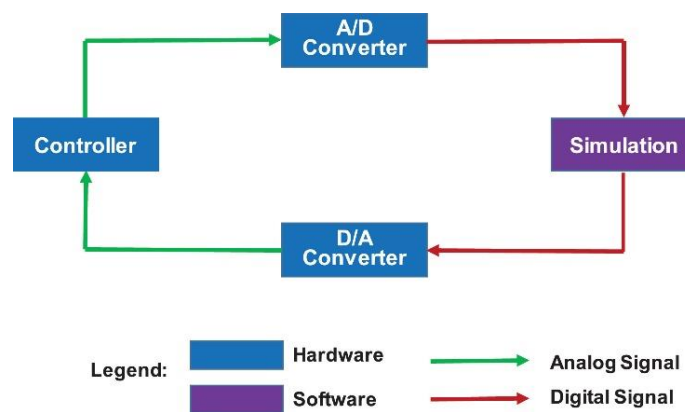 A/D
Converter
Controller
Simulation
D/A
Converter
Legend:
Hardware
Analog Signal
Software
Digital Signal